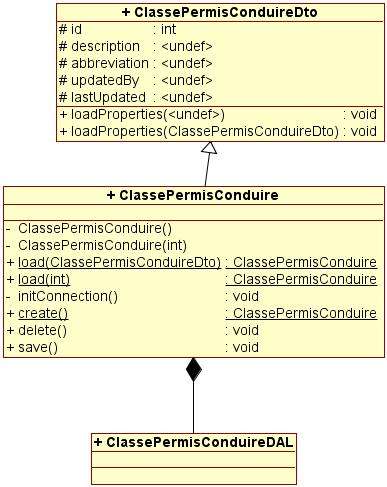 + ClassePermisConduireDto
# id : int
# description : <undef>
# abbreviation : <undef>
# updatedBy : <undef>
# lastUpdated : <undef>
+ loadProperties(<undef>) : void
+ loadProperties(ClassePermisConduireDto) : void
+ ClassePermisConduire
- ClassePermisConduire()
- ClassePermisConduire(int)
+ load(ClassePermisConduireDto) : ClassePermisConduire
+ load(int) : ClassePermisConduire
- initConnection() : void
+ create() : ClassePermisConduire
+ delete() : void
+ save() : void
+ ClassePermisConduireDAL